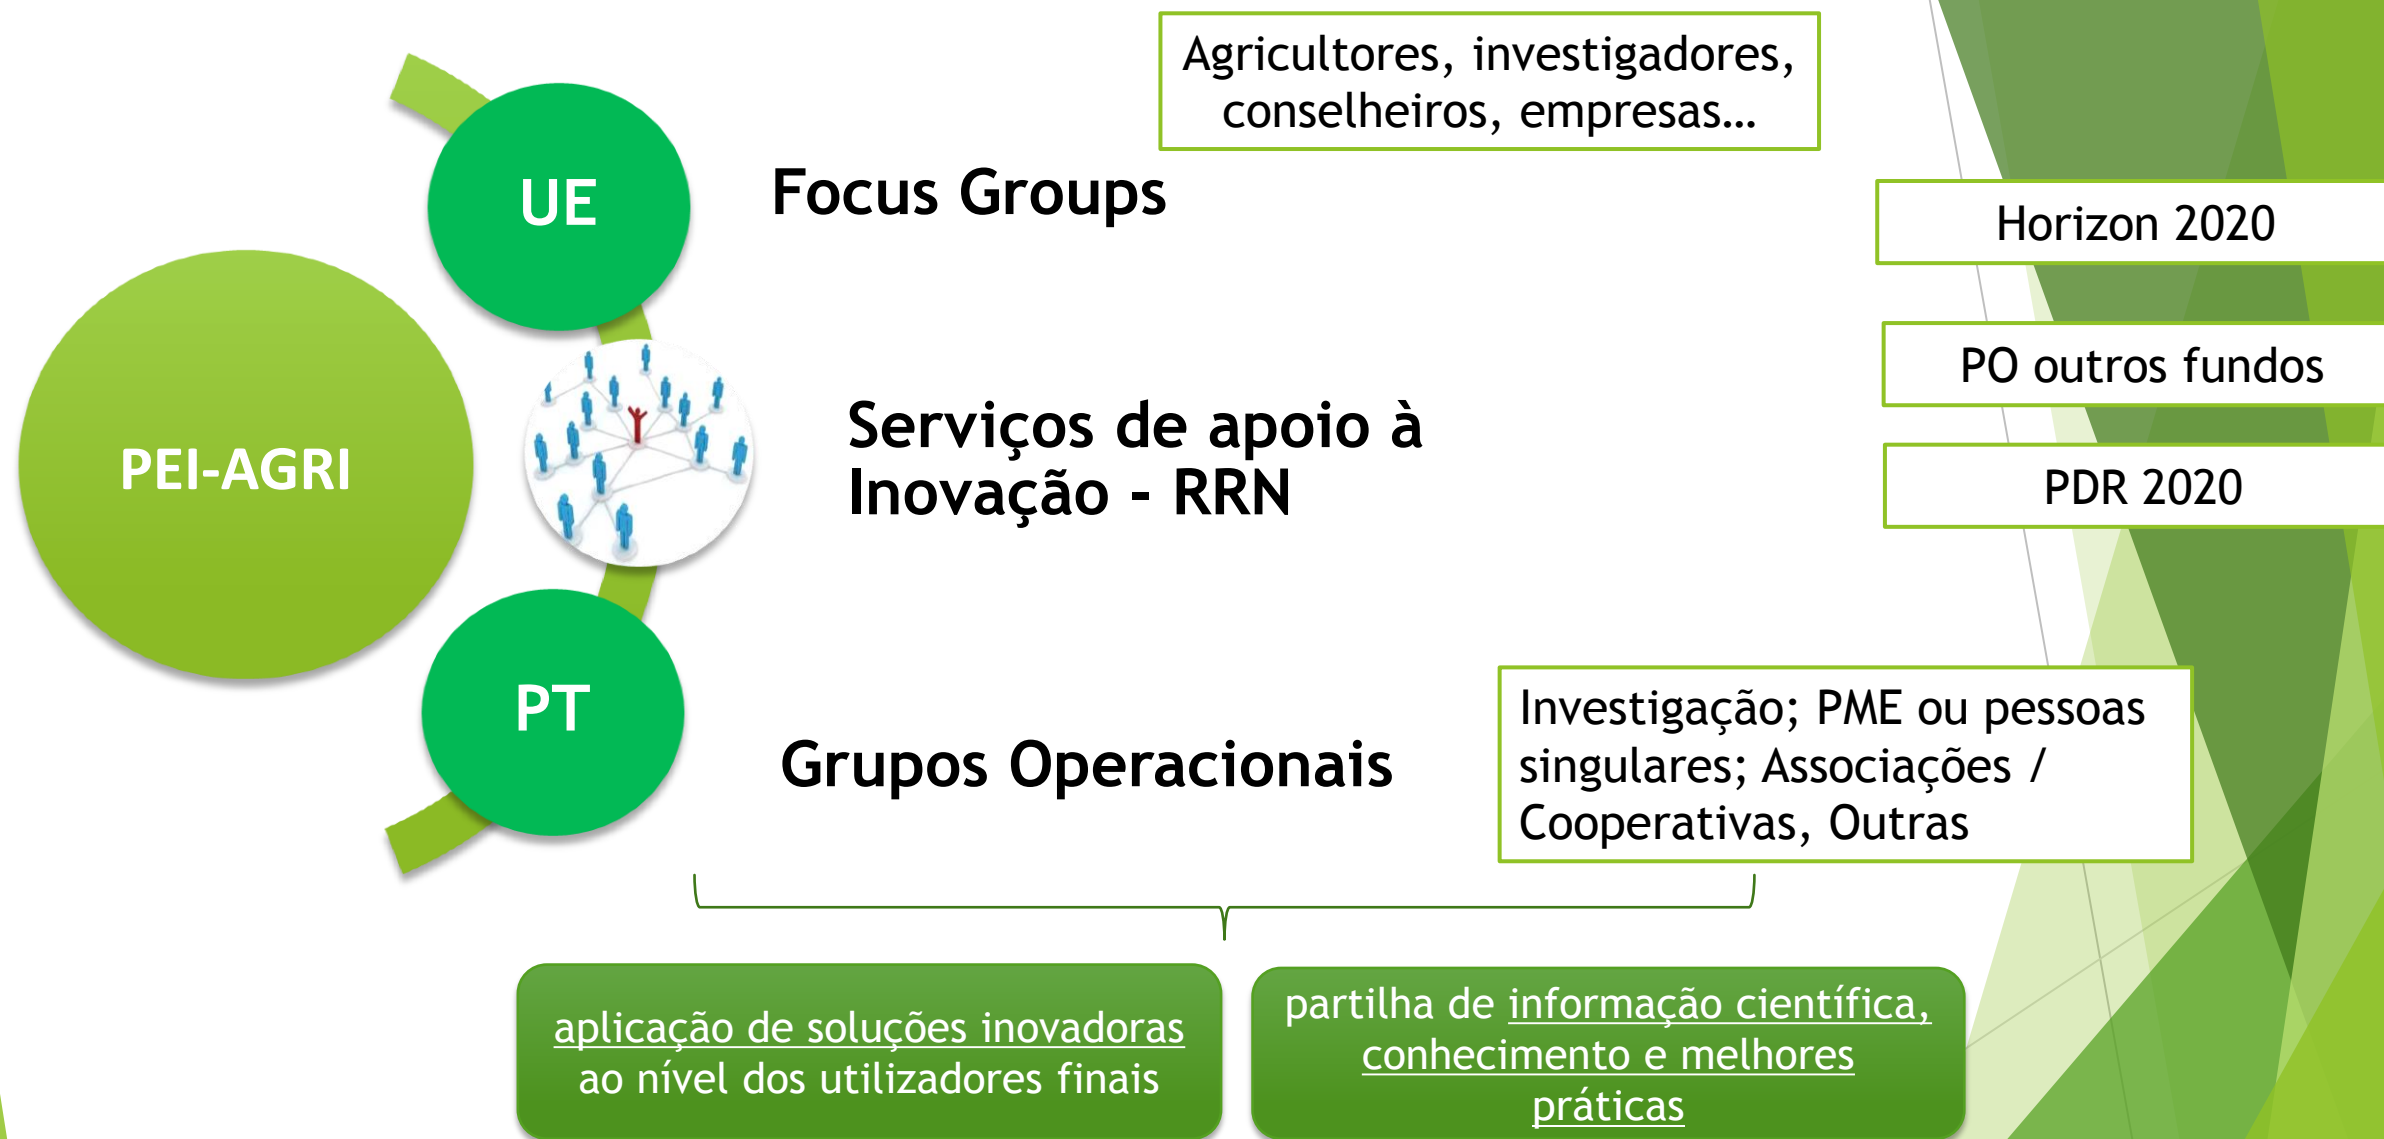 Agricultores, investigadores,
conselheiros, empresas…
UE
Focus Groups
Horizon 2020
PO outros fundos
PEI-AGRI
Serviços de apoio à
Inovação - RRN
PDR 2020
PT
Grupos Operacionais
Investigação; PME ou pessoas
singulares; Associações /
Cooperativas, Outras
aplicação de soluções inovadoras
ao nível dos utilizadores finais
partilha de informação científica,
conhecimento e melhores
práticas